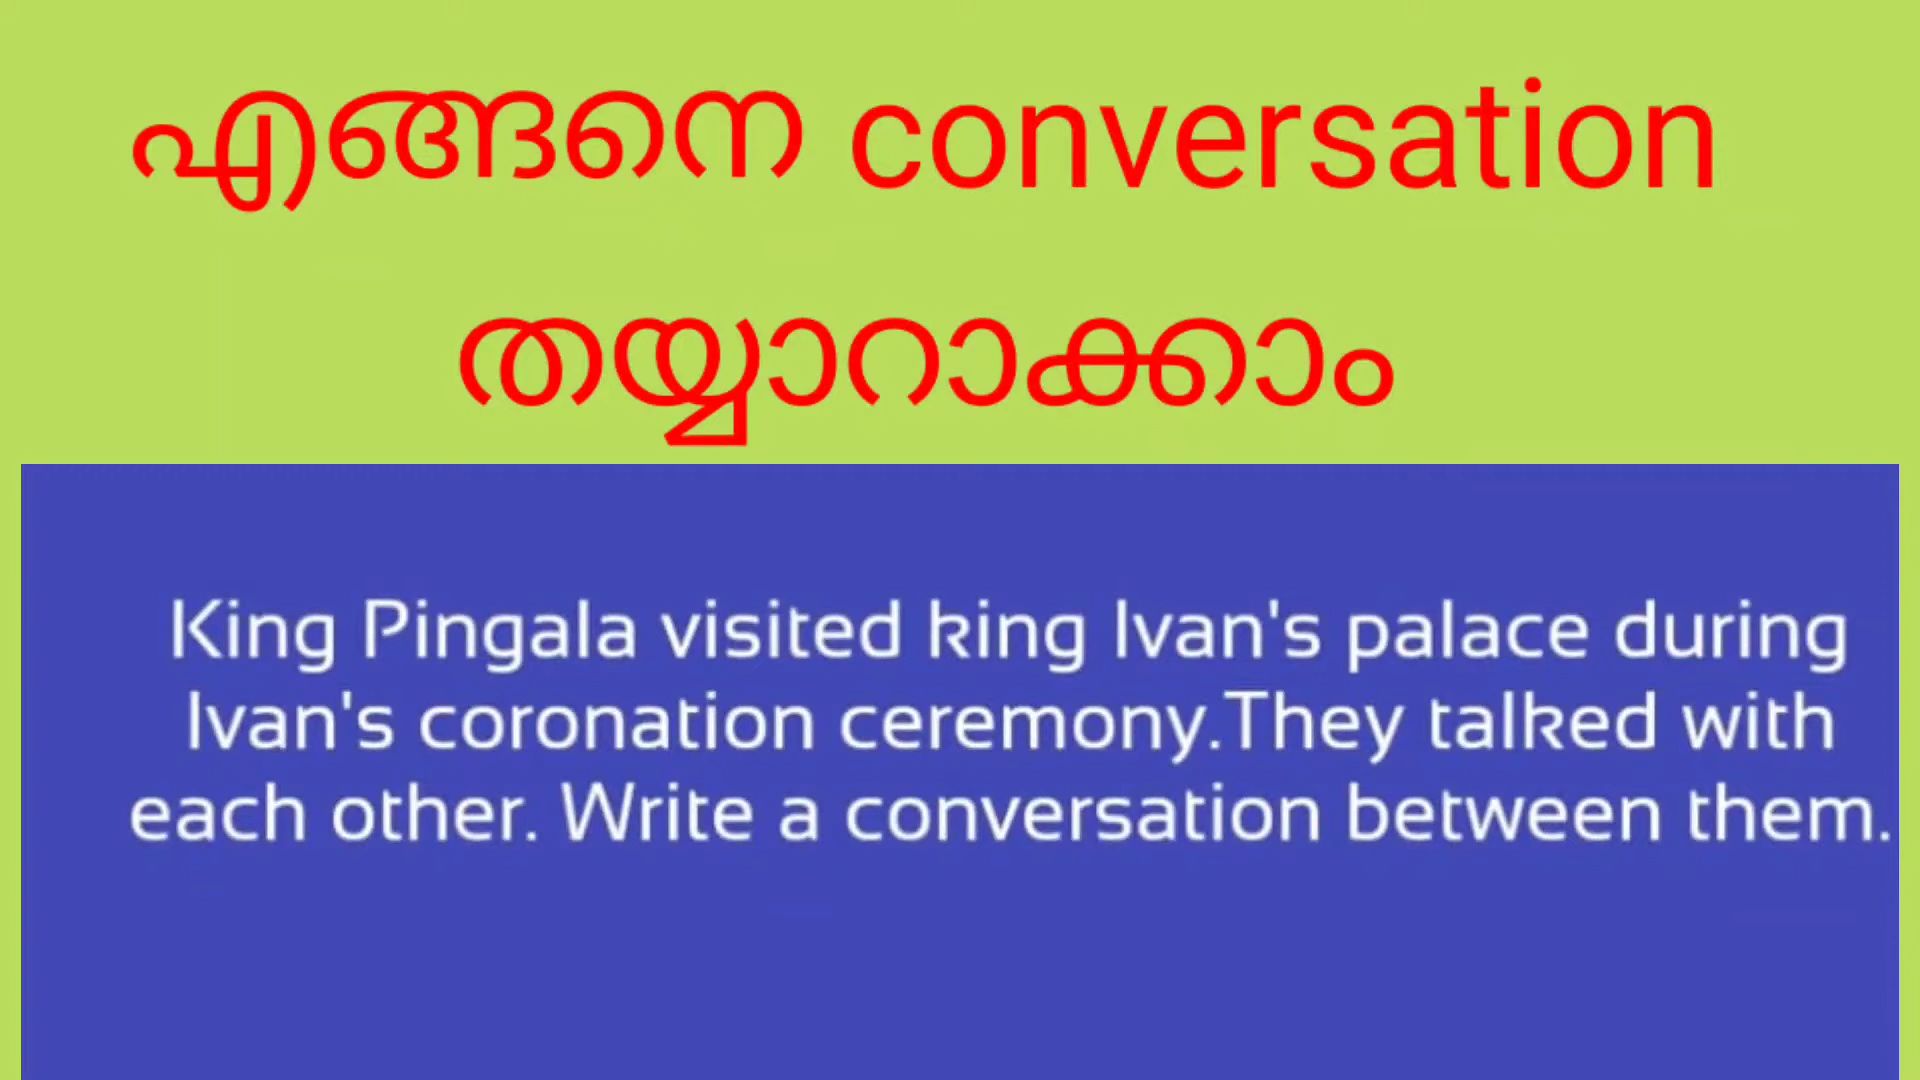 എങ്ങനെ conversation
തയ്യാറാക്കാം
King Pingala visited king Ivan's palace during
Ivan's coronation ceremony.They talked with
each other. Write a conversation between them.